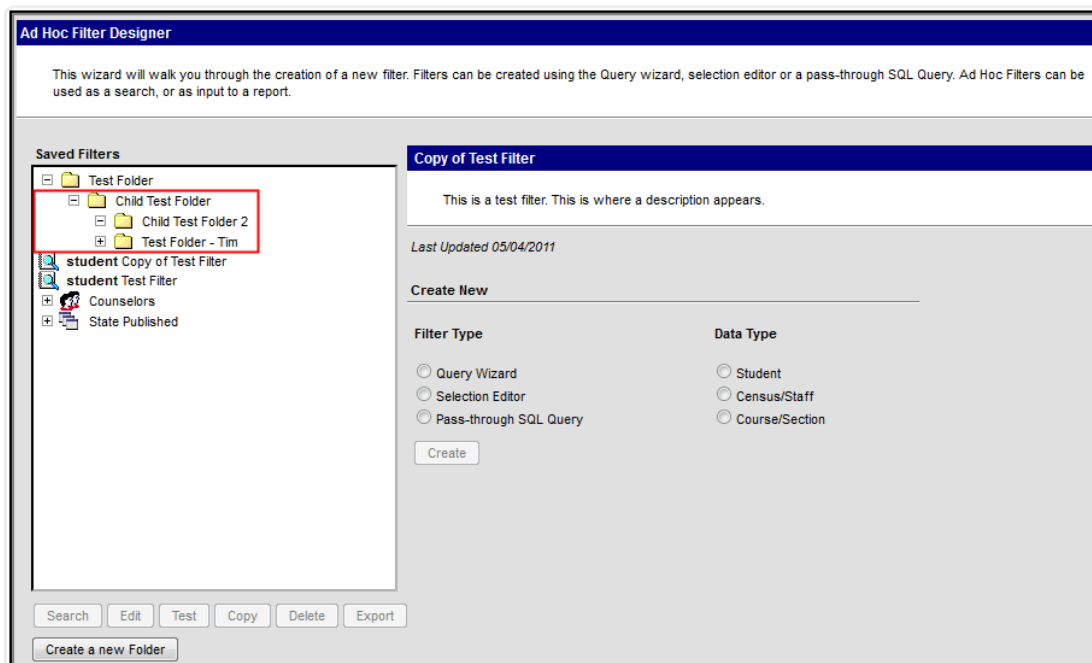 Ad Hoc Filter Designer
This wizard will walk you through the creation of a new filter. Filters can be created using the Query wizard, selection editor or a pass-through SQL Query. Ad Hoc Filters can be
used as a search, or as input to a report.
Saved Filters
Test Folder
Child Test Folder
Child Test Folder 2
Test Folder - Tim
student Copy of Test Filter
student Test Filter
Counselors
State Published
Search Edit Test Copy Delete Export
Create a new Folder
Copy of Test Filter
This is a test filter. This is where a description appears.
Last Updated 05/04/2011
Create New
Filter Type
Query Wizard
Selection Editor
Pass-through SQL Query
Create
Data Type
Student
Census/Staff
Course/Section